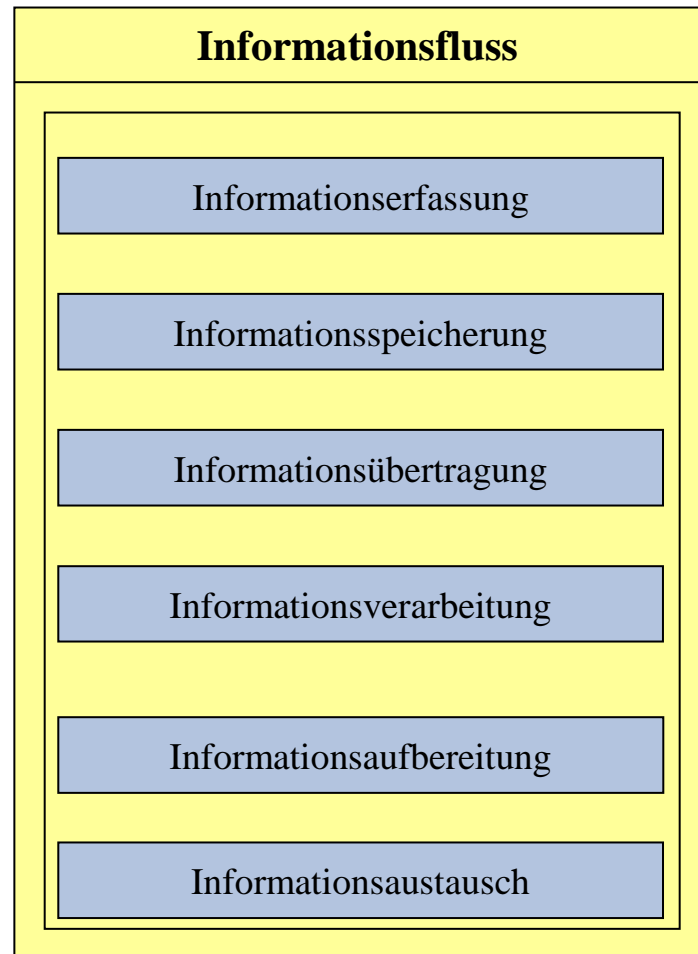 Informationsfluss
Informationserfassung
Informationsspeicherung
Informationsübertragung
Informationsverarbeitung
Informationsaufbereitung
Informationsaustausch